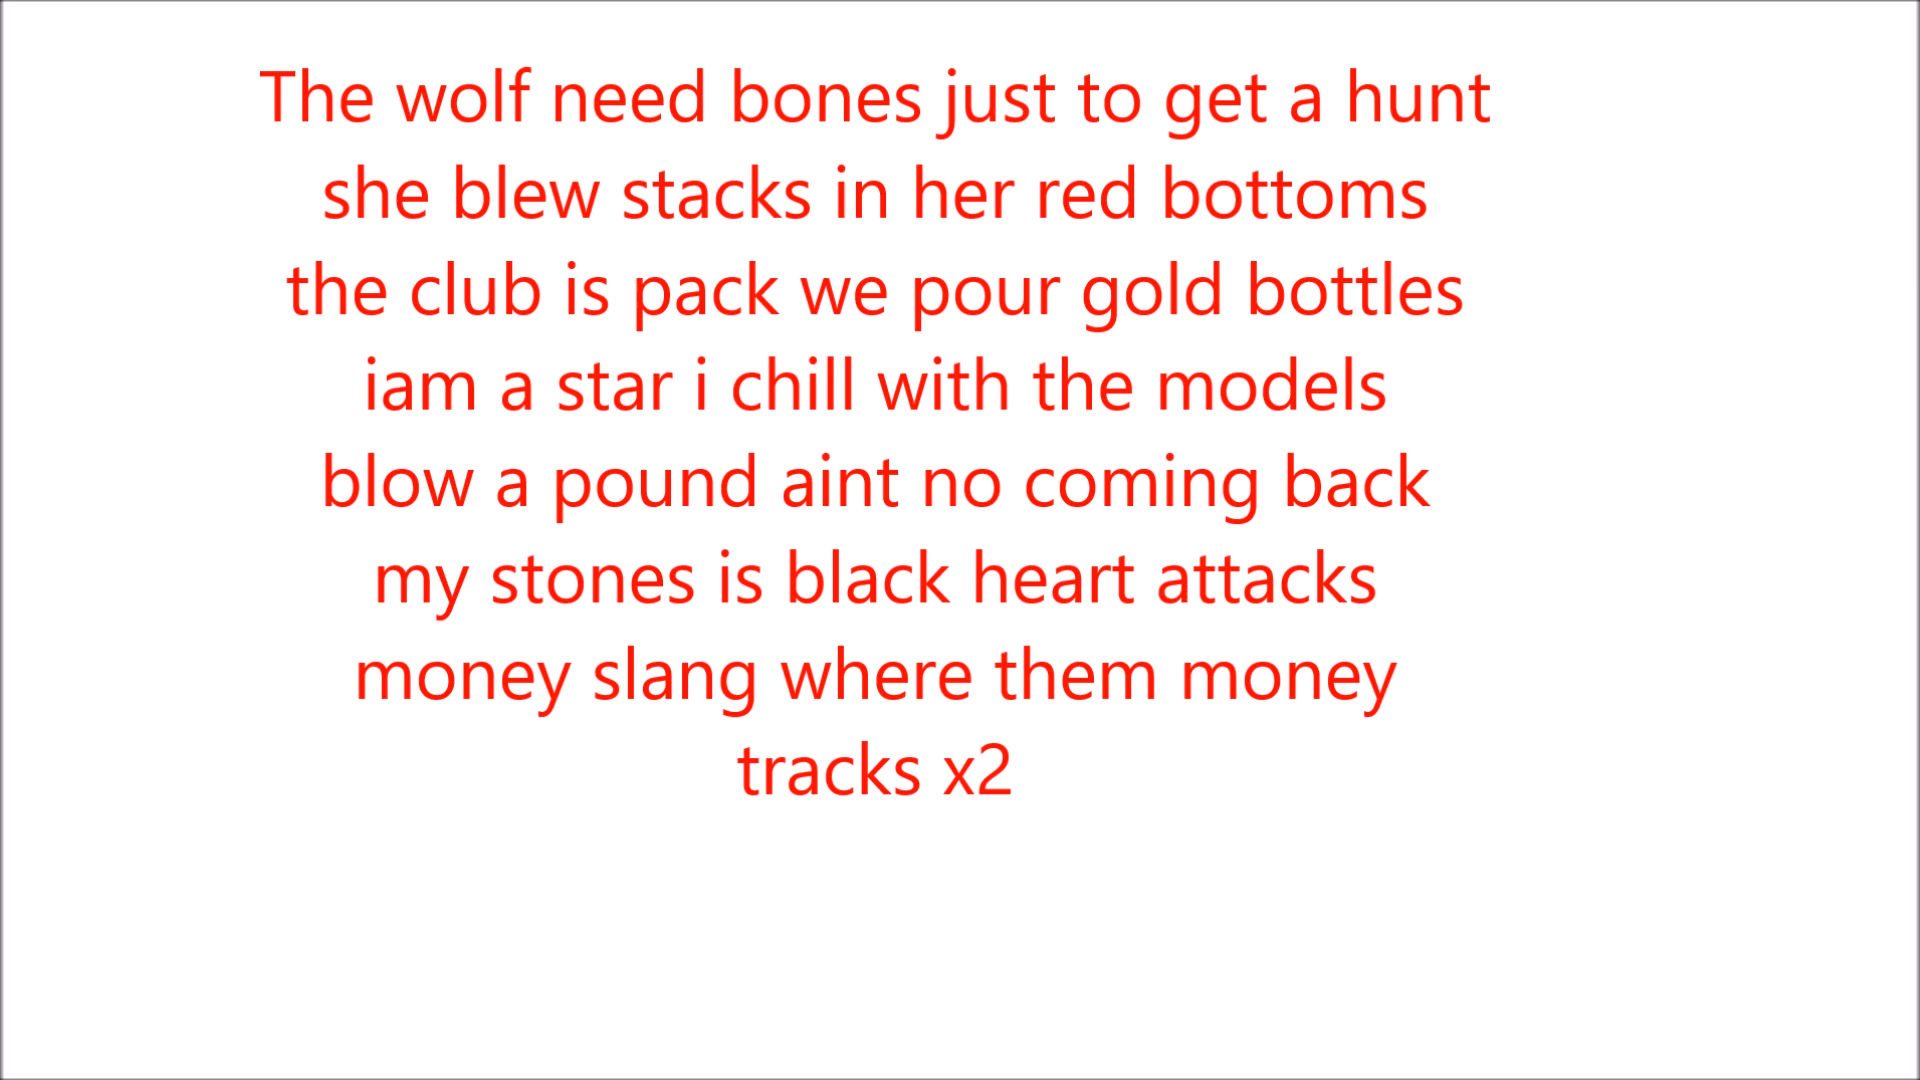 The wolf need bones just to get a hunt
she blew stacks in her red bottoms
the club is pack we pour gold bottles
iam a star i chill with the models
blow a pound aint no coming back
my stones is black heart attacks
money slang where them money
tracks x2